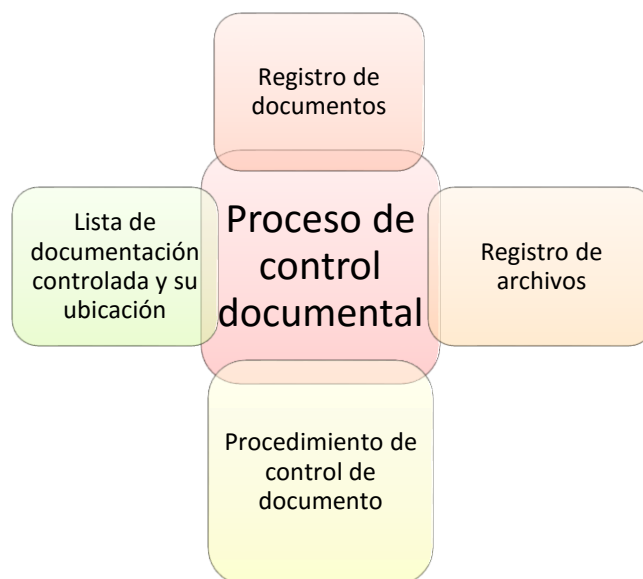 Registro de
documentos
Lista de
documentación
controlada y su
ubicación
Proceso de
control
documental
Registro de
archivos
Procedimiento de
control de
documento